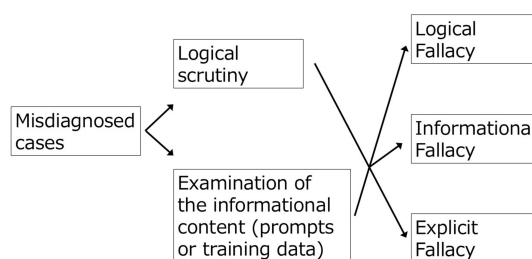 Logical
Fallacy
Logical
scrutiny
Misdiagnosed
cases
Informationa
Fallacy
Examination of
the informational
content (prompts
or training data)
Explicit
Fallacy